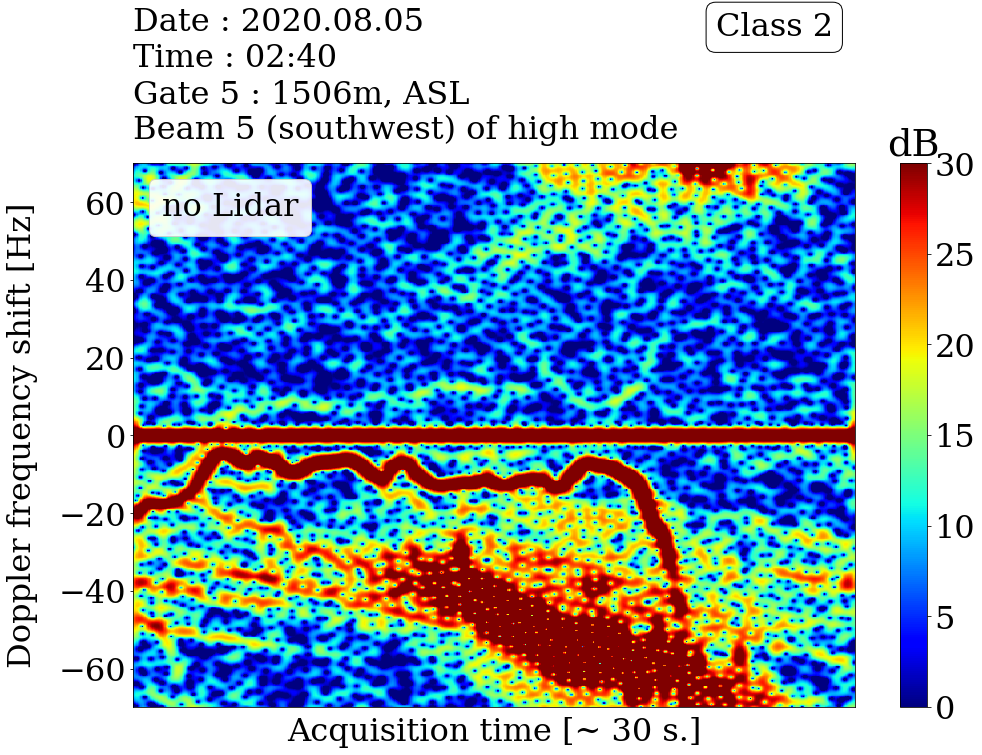 Date : 2020.08.05
Time : 02:40
Gate 5 : 1506m, ASL
Beam 5 (southwest) of high mode
Class 2
dB
no Lidar
Doppler frequency shift [Hz]
60
40
20
0
−20
−40
−60
30
25
20
15
10
5
0
Acquisition time [~ 30 s.]